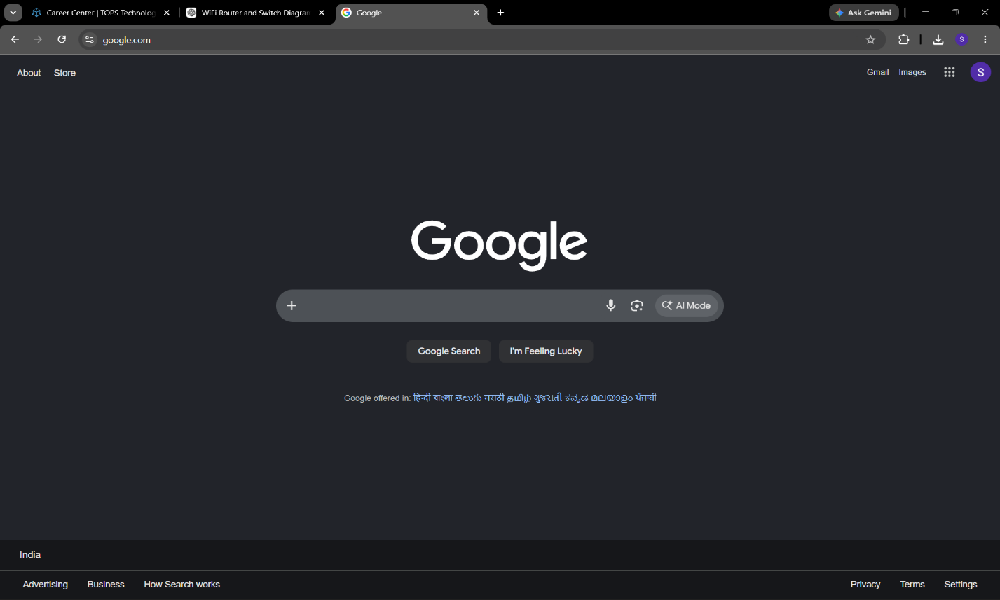 Career Center | TOPS Technolog
WiFi Router and Switch Diagram
Google
Ask Gemini
google.com
S
About
Store
Gmail
Images
S
Google
AI Mode
Google Search
I'm Feeling Lucky
Google offered in: हिन्दी বাংলা తెలుగు मराठी தமிழ் ગુજરાતી ಕನ್ನಡ മലയാളം ਪੰਜਾਬੀ
India
Advertising
Business
How Search works
Privacy
Terms
Settings